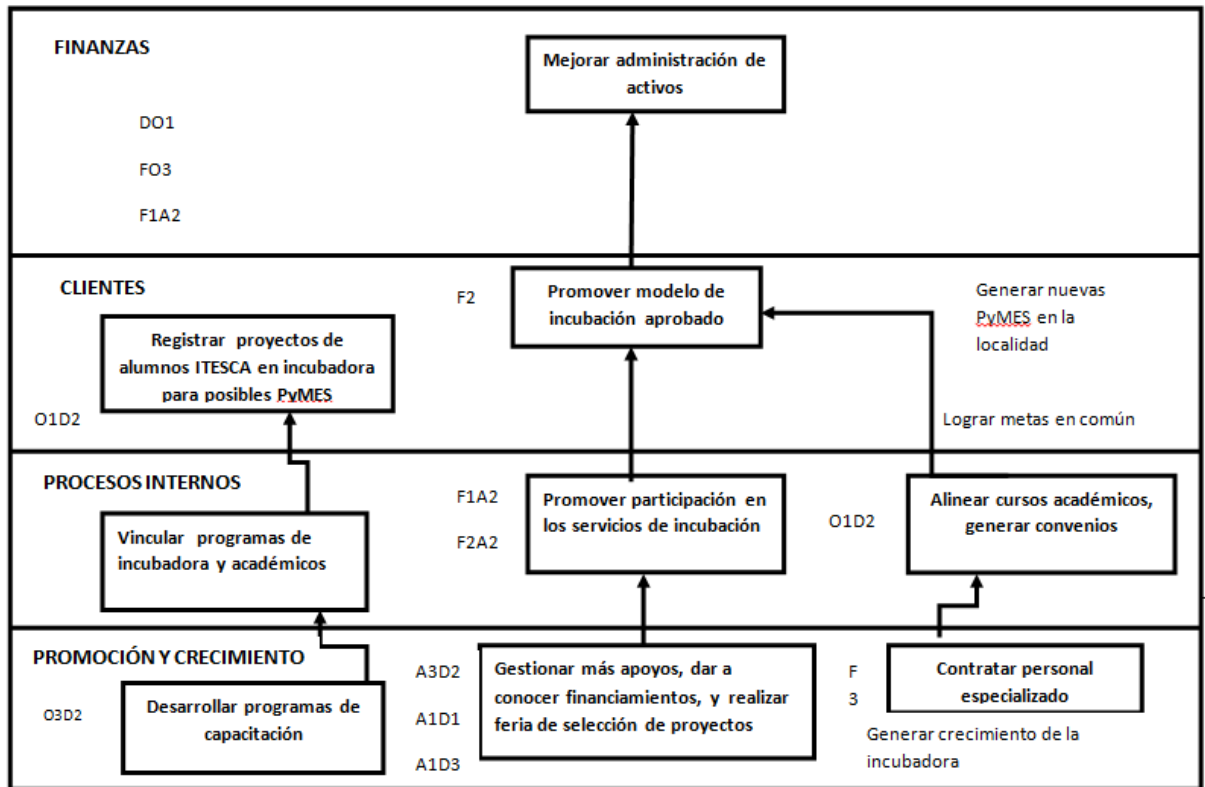 FINANZAS
Mejorar administración de
activos
DO1
FO3
F1A2
CLIENTES
F2
Promover modelo de
incubación aprobado
Generar nuevas
PyMES en la
localidad
Registrar proyectos de
alumnos ITESCA en incubadora
para posibles PyMES
O1D2
Lograr metas en común
PROCESOS INTERNOS
F1A2
F2A2
Promover participación en
los servicios de incubación
O1D2
Alinear cursos académicos,
generar convenios
Vincular programas de
incubadora y académicos
PROMOCIÓN Y CRECIMIENTO
O3D2
Desarrollar programas de
capacitación
A3D2
A1D1
A1D3
Gestionar más apoyos, dar a
conocer financiamientos, y realizar
feria de selección de proyectos
F
3
Contratar personal
especializado
Generar crecimiento de la
incubadora